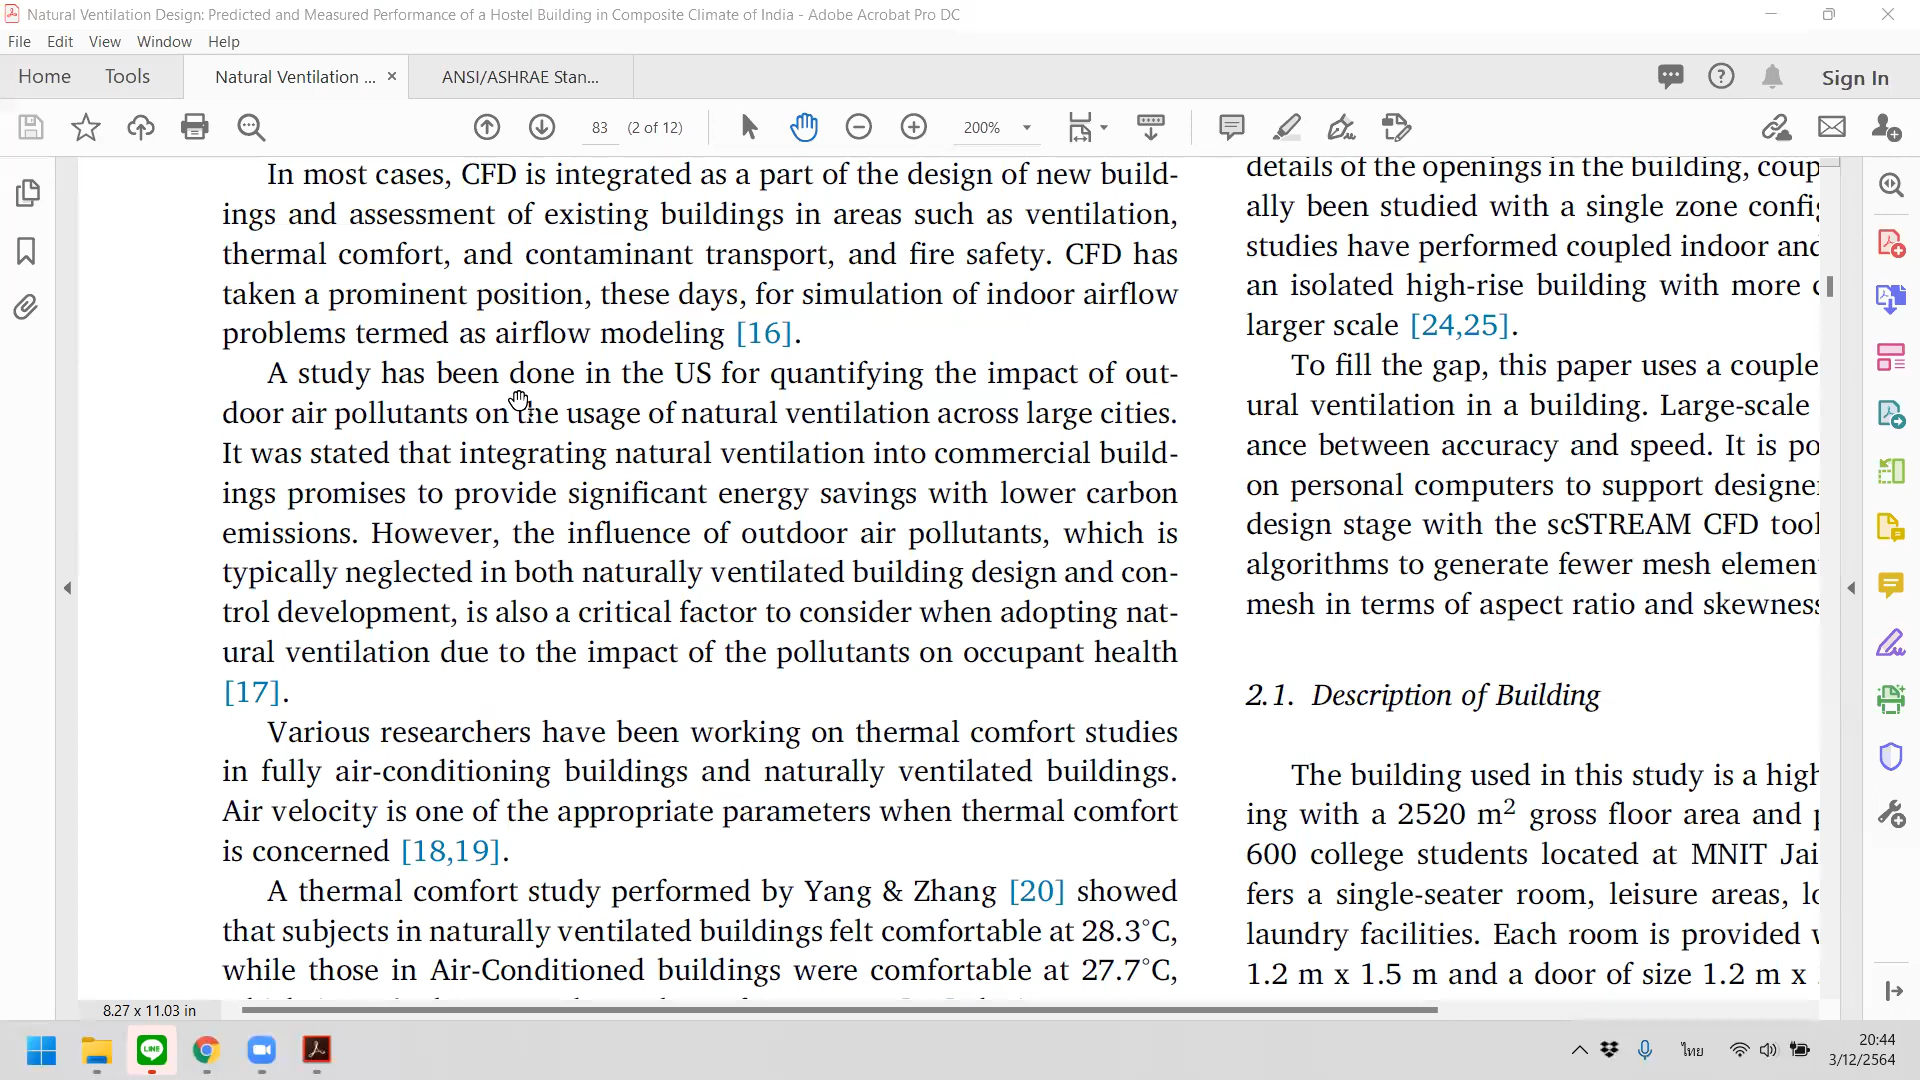 Natural Ventilation Design: Predicted and Measured Performance of a Hostel Building in Composite Climate of India - Adobe Acrobat Pro DC
File Edit View Window Help
Home Tools Natural Ventilation ... × ANSI/ASHRAE Stan... Sign In
83 (2 of 12) 200%
In most cases, CFD is integrated as a part of the design of new build-
ings and assessment of existing buildings in areas such as ventilation,
thermal comfort, and contaminant transport, and fire safety. CFD has
taken a prominent position, these days, for simulation of indoor airflow
problems termed as airflow modeling [16].
A study has been done in the US for quantifying the impact of out-
door air pollutants on the usage of natural ventilation across large cities.
It was stated that integrating natural ventilation into commercial build-
ings promises to provide significant energy savings with lower carbon
emissions. However, the influence of outdoor air pollutants, which is
typically neglected in both naturally ventilated building design and con-
trol development, is also a critical factor to consider when adopting nat-
ural ventilation due to the impact of the pollutants on occupant health
[17].
Various researchers have been working on thermal comfort studies
in fully air-conditioning buildings and naturally ventilated buildings.
Air velocity is one of the appropriate parameters when thermal comfort
is concerned [18,19].
A thermal comfort study performed by Yang & Zhang [20] showed
that subjects in naturally ventilated buildings felt comfortable at 28.3°C,
while those in Air-Conditioned buildings were comfortable at 27.7°C,
details of the openings in the building, coup
ally been studied with a single zone config
studies have performed coupled indoor and
an isolated high-rise building with more
larger scale [24,25].
To fill the gap, this paper uses a couple
ural ventilation in a building. Large-scale
ance between accuracy and speed. It is po
on personal computers to support designer
design stage with the scSTREAM CFD tool
algorithms to generate fewer mesh elemen
mesh in terms of aspect ratio and skewness
2.1. Description of Building
The building used in this study is a high
ing with a 2520 m² gross floor area and
600 college students located at MNIT Jai
fers a single-seater room, leisure areas, lo
laundry facilities. Each room is provided
1.2 m x 1.5 m and a door of size 1.2 m x
8.27 x 11.03 in
LINE
ไทย
20:44
3/12/2564